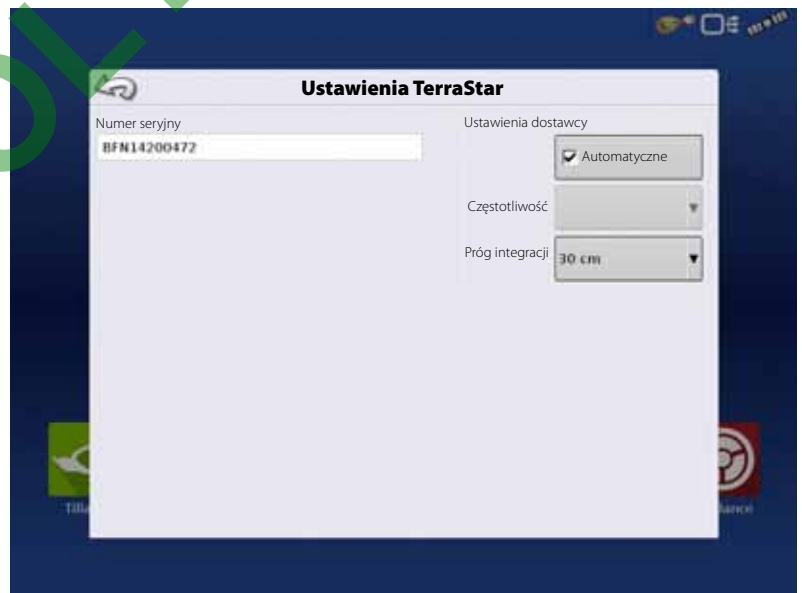 Ustawienia TerraStar
Numer seryjny
BFN14200472
Ustawienia dostawcy
Automatyczne
Częstotliwość
Próg integracji
30 cm